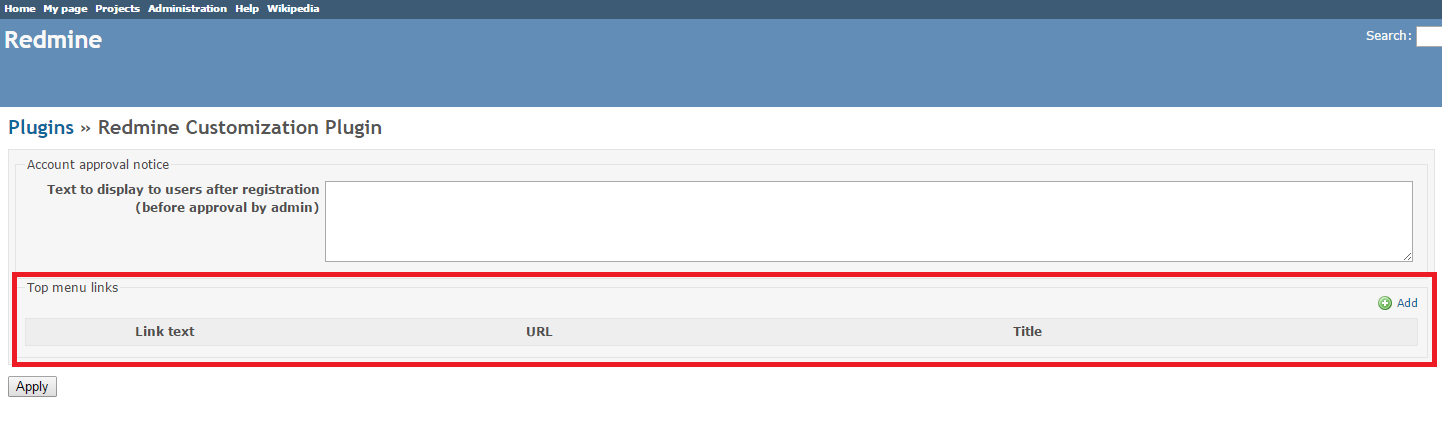 Home My page Projects Administration Help Wikipedia
Redmine
Search:
Plugins » Redmine Customization Plugin
Account approval notice
Text to display to users after registration
(before approval by admin)
Top menu links
Add
Link text URL Title
Apply